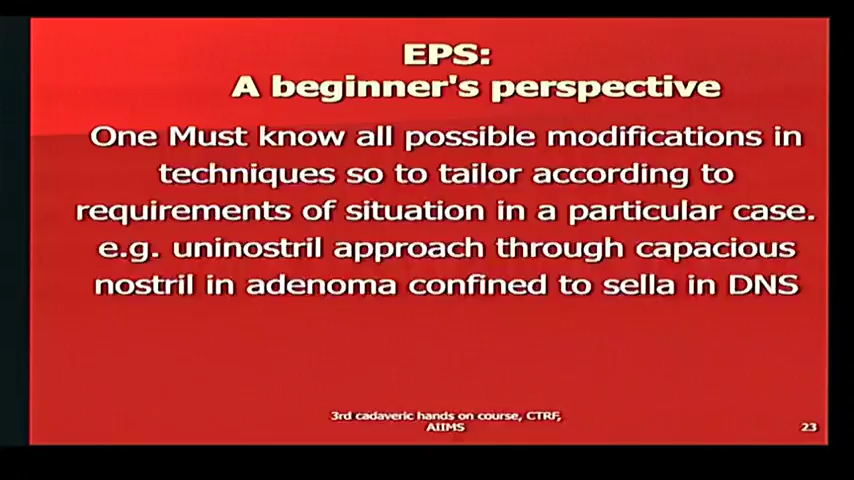 EPS:
A beginner's perspective
One Must know all possible modifications in
techniques so to tailor according to
requirements of situation in a particular case.
e.g. uninostril approach through capacious
nostril in adenoma confined to sella in DNS
3rd cadaveric hands on course, CTRF,
AIIMS
23